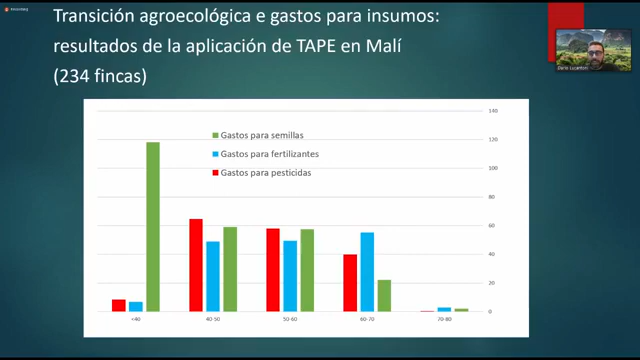 Transición agroecológica e gastos para insumos:
resultados de la aplicación de TAPE en Malí
(234 fincas)
Gastos para semillas
Gastos para fertilizantes
Gastos para pesticidas
140
120
100
80
60
40
20
0
<40 40-50 50-60 60-70 70-80
Dario Lucantoni